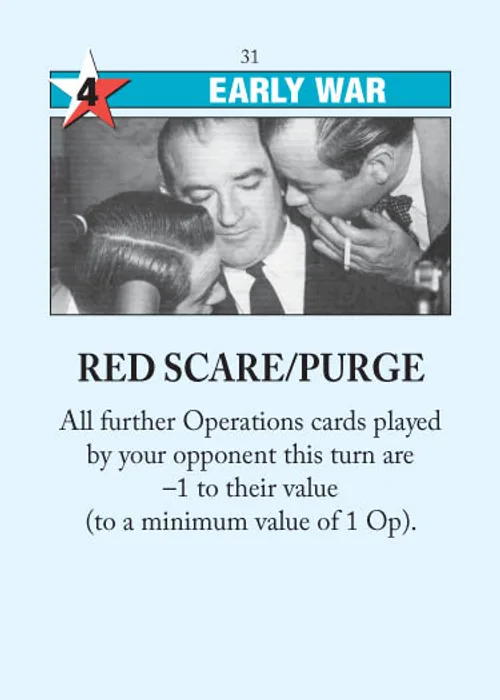 31
4
EARLY WAR
RED SCARE/PURGE
All further Operations cards played
by your opponent this turn are
–1 to their value
(to a minimum value of 1 Op).